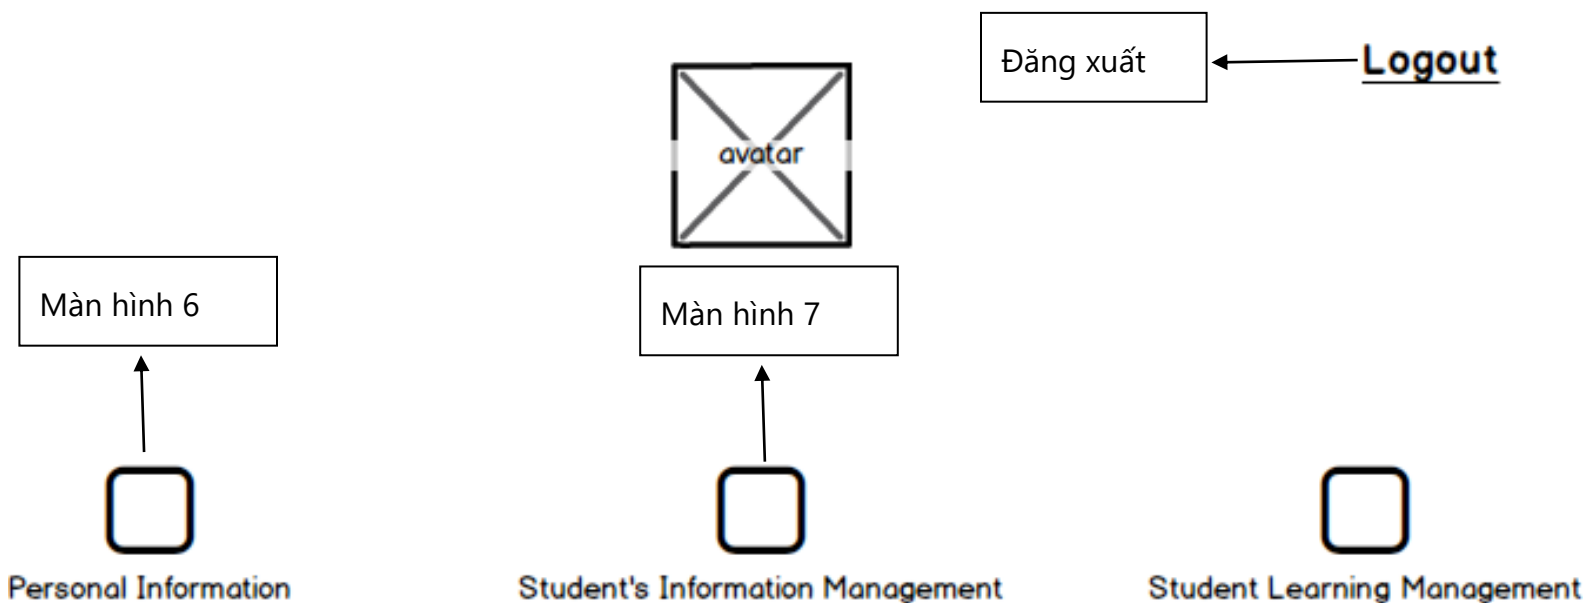 Đăng xuất
Logout
avatar
Màn hình 6
Màn hình 7
Personal Information
Student's Information Management
Student Learning Management